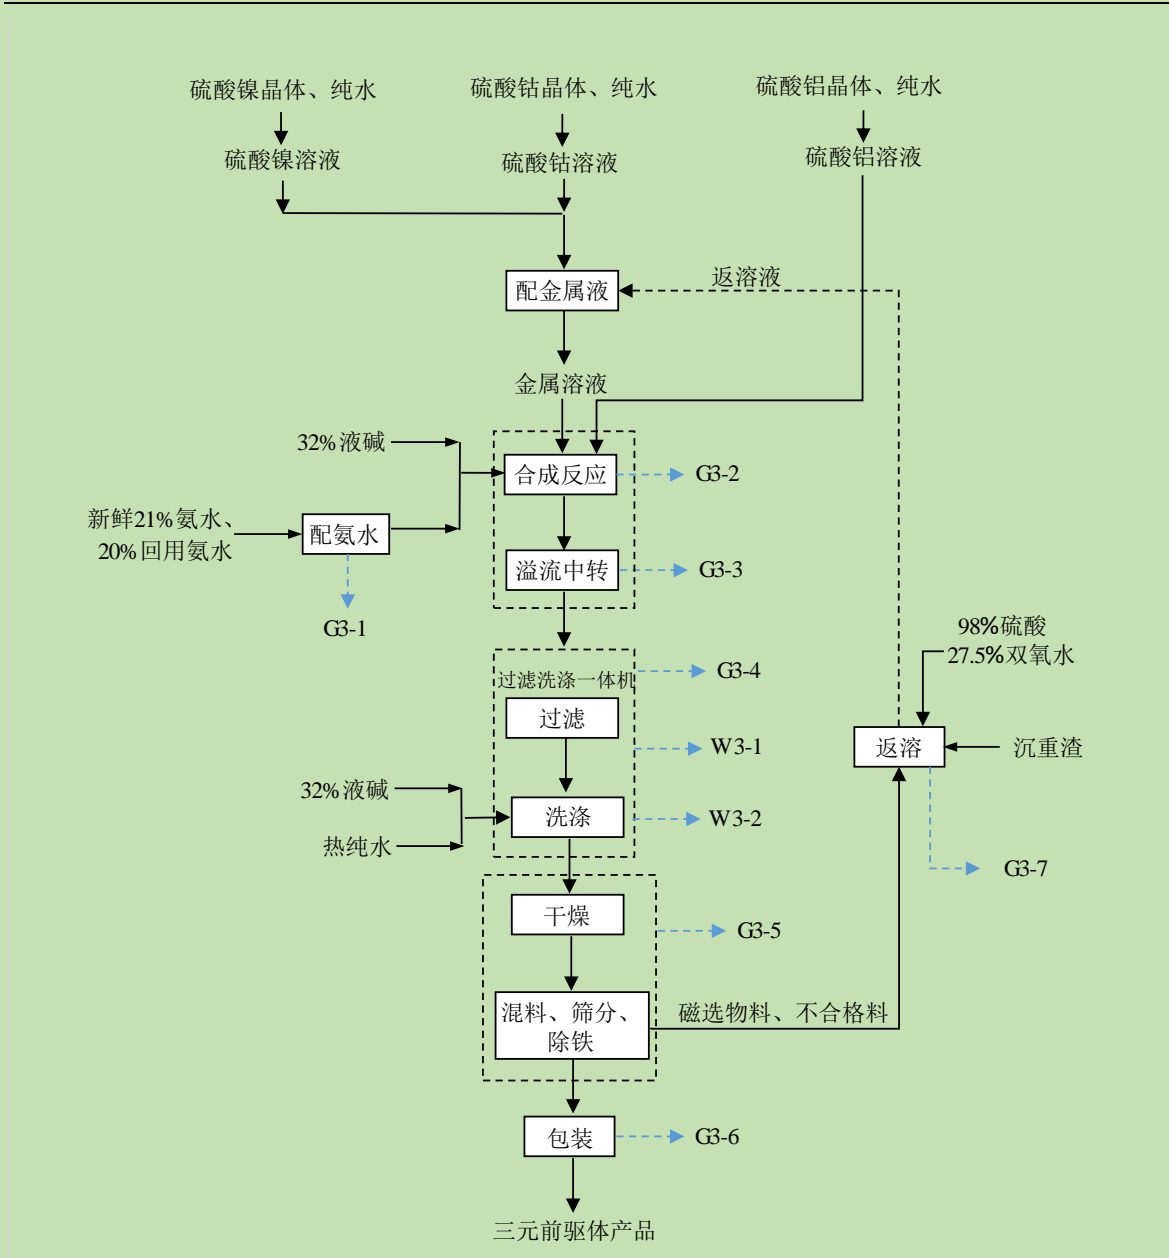 硫酸镍晶体、纯水
硫酸钴晶体、纯水
硫酸铝晶体、纯水
硫酸镍溶液
硫酸钴溶液
硫酸铝溶液
返溶液
配金属液
金属溶液
32%液碱
合成反应
G3-2
新鲜21%氨水、
20%回用氨水
配氨水
溢流中转
G3-3
G3-1
98%硫酸
27.5%双氧水
过滤洗涤一体机
G3-4
过滤
W3-1
返溶
沉重渣
32%液碱
洗涤
W3-2
热纯水
G3-7
干燥
G3-5
混料、筛分、
除铁
磁选物料、不合格料
包装
G3-6
三元前驱体产品